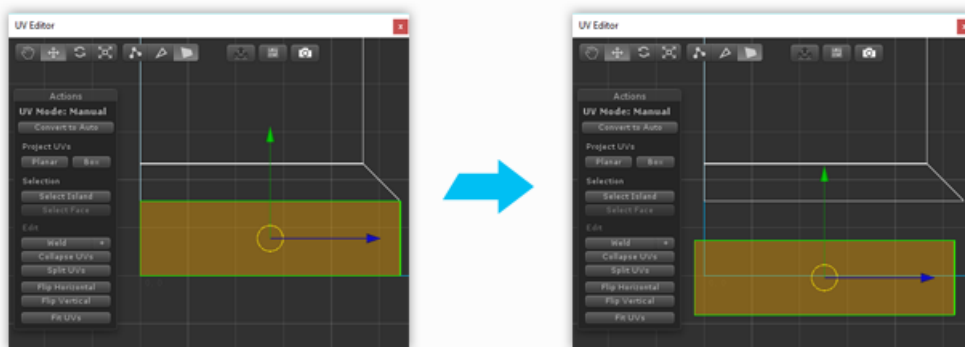 UV Editor
x
Actions
UV Mode: Manual
Convert to Auto
Project UVs
Planar Box
Selection
Select Island
Select Face
Edit
Weld +
Collapse UVs
Split UVs
Flip Horizontal
Flip Vertical
Fit UVs
UV Editor
x
Actions
UV Mode: Manual
Convert to Auto
Project UVs
Planar Box
Selection
Select Island
Select Face
Edit
Weld +
Collapse UVs
Split UVs
Flip Horizontal
Flip Vertical
Fit UVs